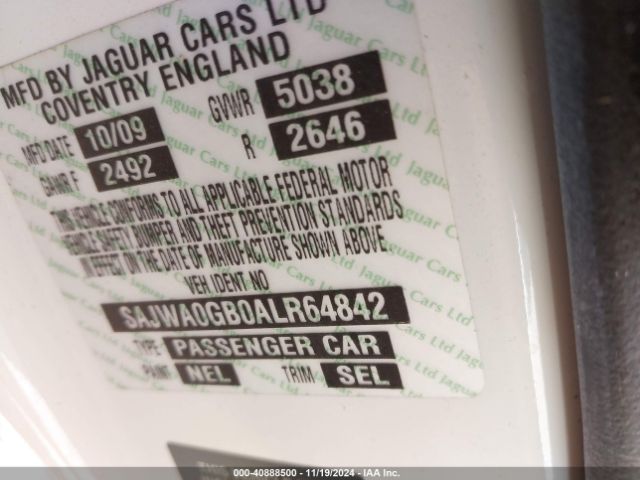 MFD BY JAGUAR CARS LTD
COVENTRY ENGLAND
MFD DATE 10/09 GVWR 5038
GAWR F 2492 R 2646
THIS VEHICLE CONFORMS TO ALL APPLICABLE FEDERAL MOTOR
VEHICLE SAFETY BUMPER AND THEFT PREVENTION STANDARDS
IN EFFECT ON THE DATE OF MANUFACTURE SHOWN ABOVE
VEH IDENT NO
SAJWA0GB0ALR64842
TYPE PASSENGER CAR
PAINT NEL TRIM SEL
000-40888500 - 11/19/2024 - IAA Inc.